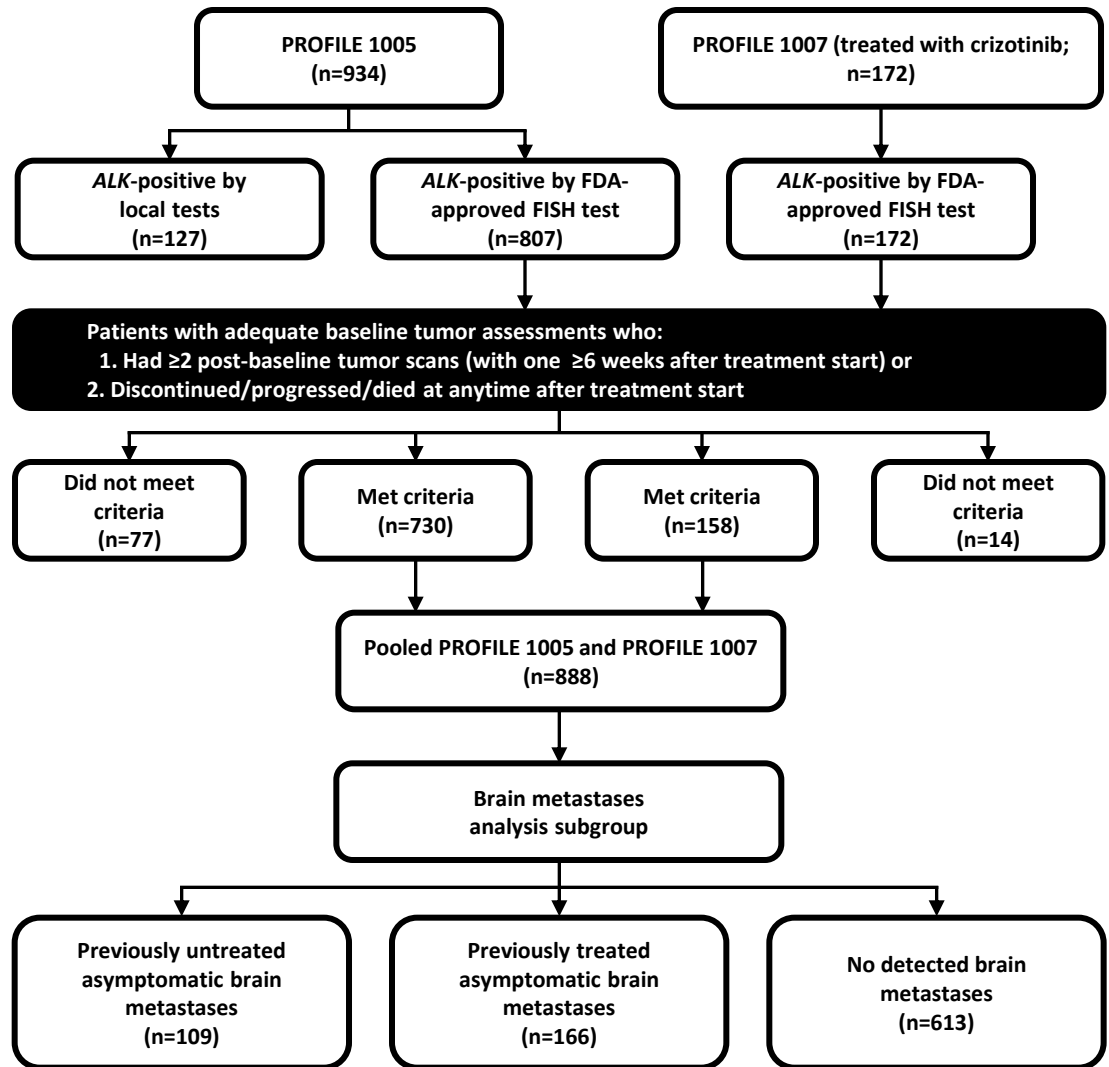 PROFILE 1005
(n=934)
PROFILE 1007 (treated with crizotinib;
n=172)
ALK-positive by
local tests
(n=127)
ALK-positive by FDA-
approved FISH test
(n=807)
ALK-positive by FDA-
approved FISH test
(n=172)
Patients with adequate baseline tumor assessments who:
1. Had ≥2 post-baseline tumor scans (with one ≥6 weeks after treatment start) or
2. Discontinued/progressed/died at anytime after treatment start
Did not meet
criteria
(n=77)
Met criteria
(n=730)
Met criteria
(n=158)
Did not meet
criteria
(n=14)
Pooled PROFILE 1005 and PROFILE 1007
(n=888)
Brain metastases
analysis subgroup
Previously untreated
asymptomatic brain
metastases
(n=109)
Previously treated
asymptomatic brain
metastases
(n=166)
No detected brain
metastases
(n=613)